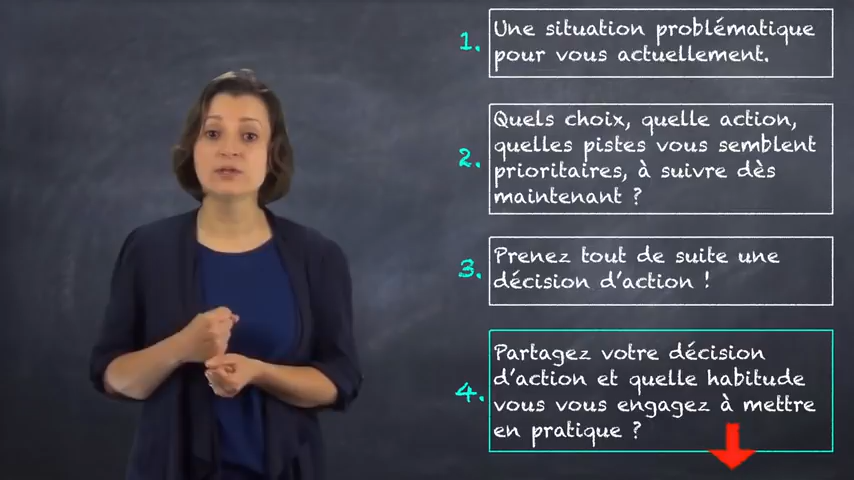 1. Une situation problématique
pour vous actuellement.
2. Quels choix, quelle action,
quelles pistes vous semblent
prioritaires, à suivre dès
maintenant ?
3. Prenez tout de suite une
décision d'action !
4. Partagez votre décision
d'action et quelle habitude
vous vous engagez à mettre
en pratique ?